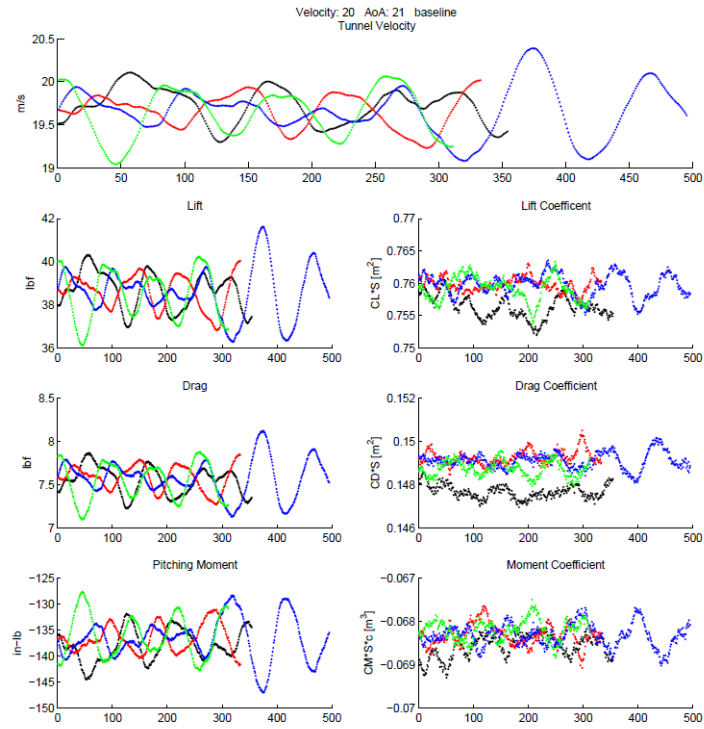 Velocity: 20 AoA: 21 baseline
Tunnel Velocity
20.5
20
19.5
19
m/s
0 50 100 150 200 250 300 350 400 450 500
Lift
42
40
38
36
lbf
0 100 200 300 400 500
Lift Coefficent
0.77
0.765
0.76
0.755
0.75
CL*S [m²]
0 100 200 300 400 500
Drag
8.5
8
7.5
7
lbf
0 100 200 300 400 500
Drag Coefficient
0.152
0.15
0.148
0.146
CD*S [m²]
0 100 200 300 400 500
Pitching Moment
−125
−130
−135
−140
−145
−150
in−lb
0 100 200 300 400 500
Moment Coefficient
−0.067
−0.068
−0.069
−0.07
CM*S*c [m³]
0 100 200 300 400 500